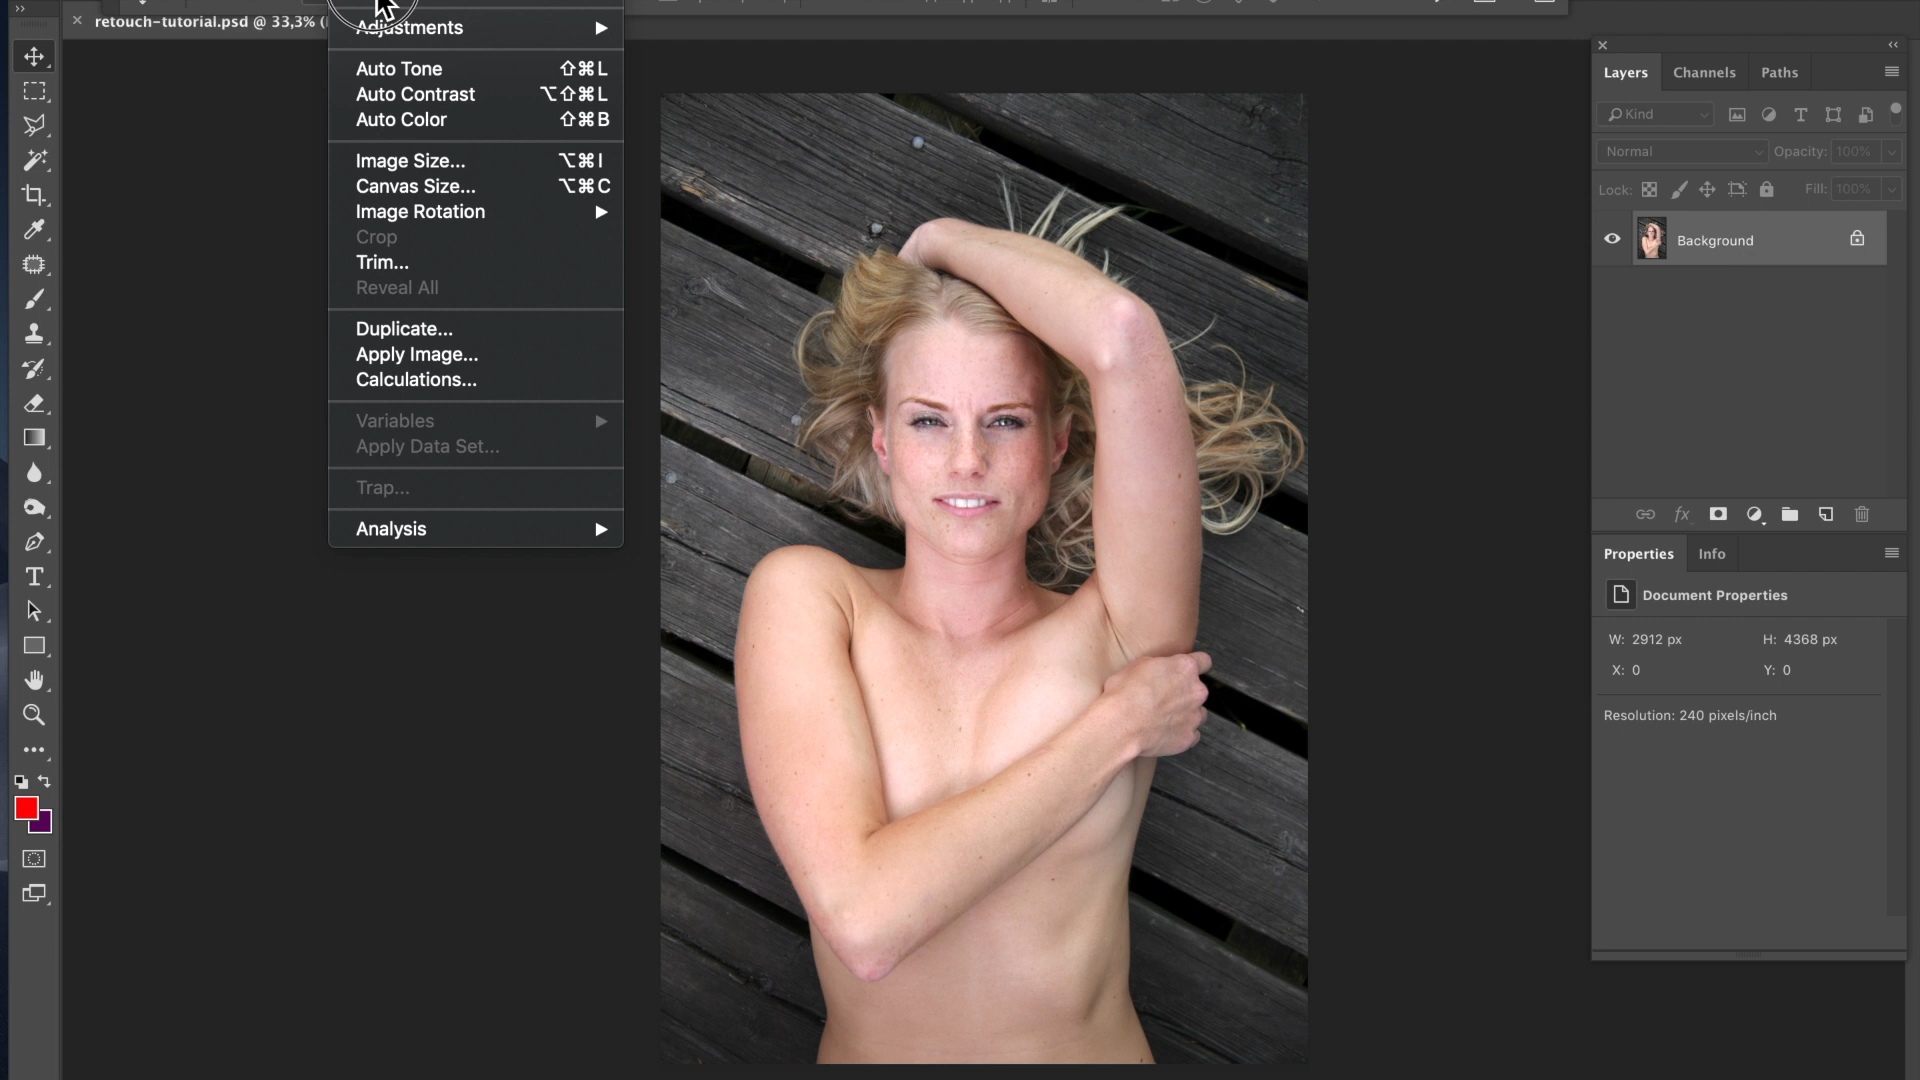 retouch-tutorial.psd @ 33,3% (
Adjustments
Auto Tone ⇧⌘L
Auto Contrast ⌥⇧⌘L
Auto Color ⇧⌘B
Image Size... ⌥⌘I
Canvas Size... ⌥⌘C
Image Rotation
Crop
Trim...
Reveal All
Duplicate...
Apply Image...
Calculations...
Variables
Apply Data Set...
Trap...
Analysis
Layers Channels Paths
Kind
Normal Opacity: 100%
Lock: Fill: 100%
Background
fx
Properties Info
Document Properties
W: 2912 px H: 4368 px
X: 0 Y: 0
Resolution: 240 pixels/inch